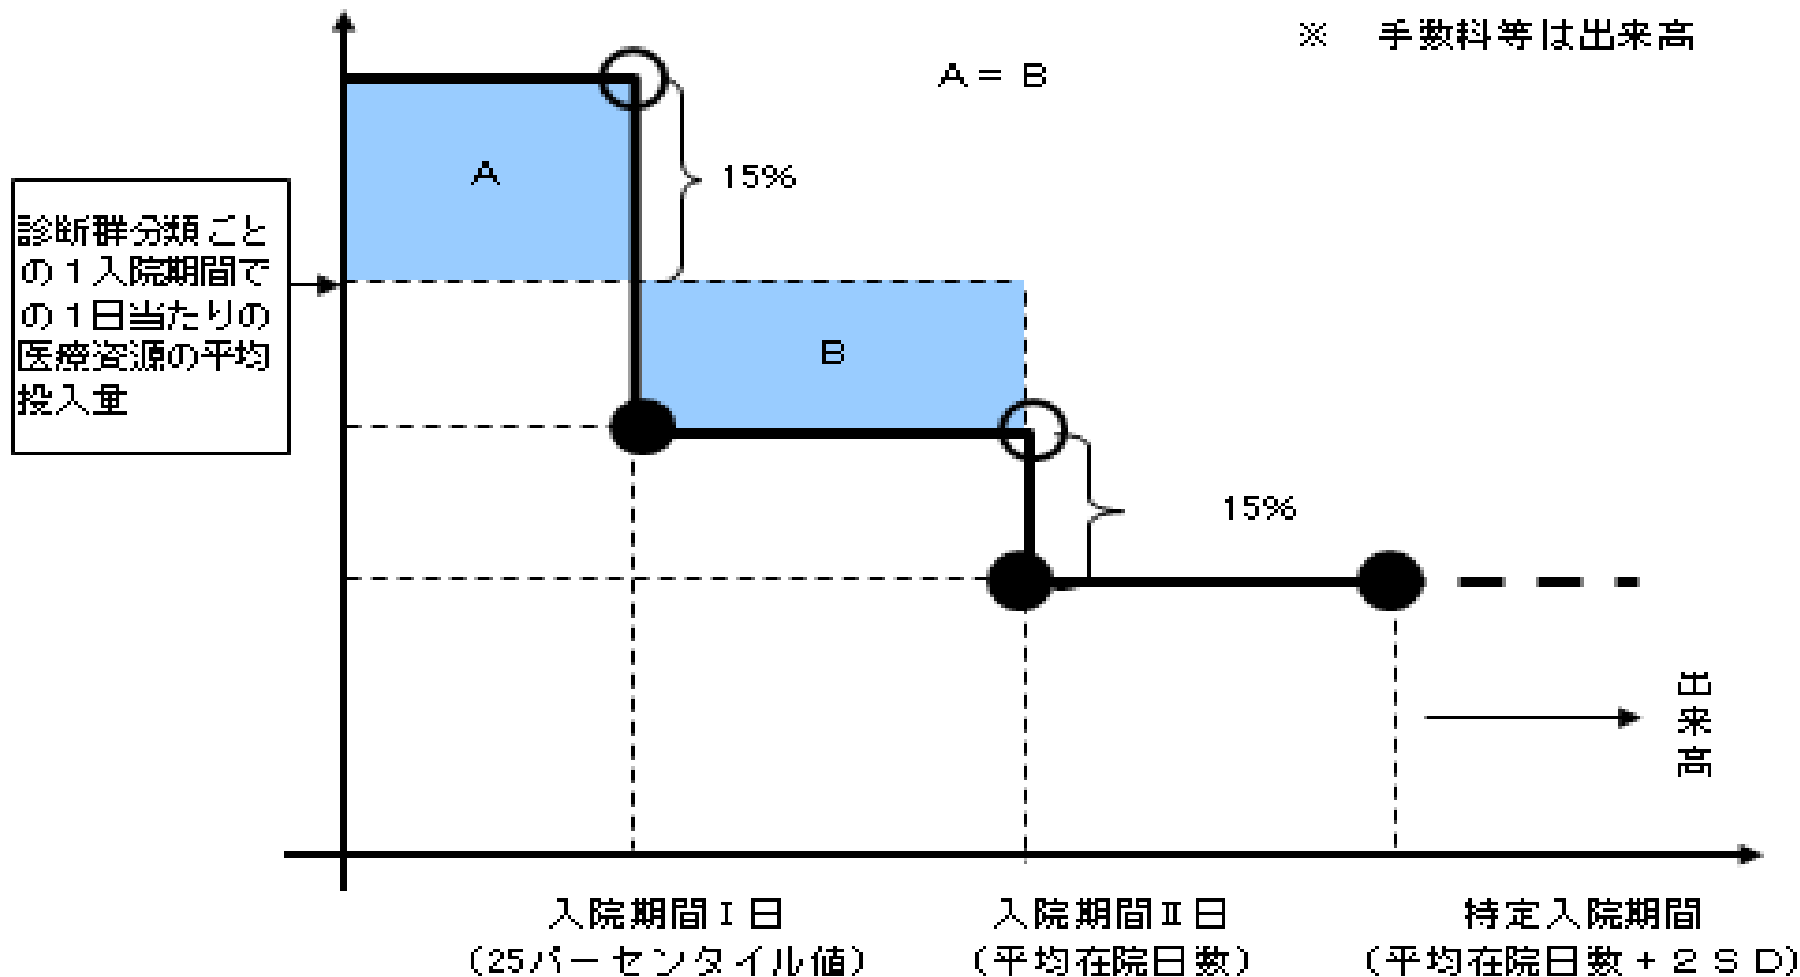 ※　手数料等は出来高
A = B
A
15%
診断群分類ごと
の１入院期間で
の１日当たりの
医療資源の平均
投入量
B
15%
出来高
入院期間Ⅰ日
（25パーセンタイル値）
入院期間Ⅱ日
（平均在院日数）
特定入院期間
（平均在院日数＋２ＳＤ）